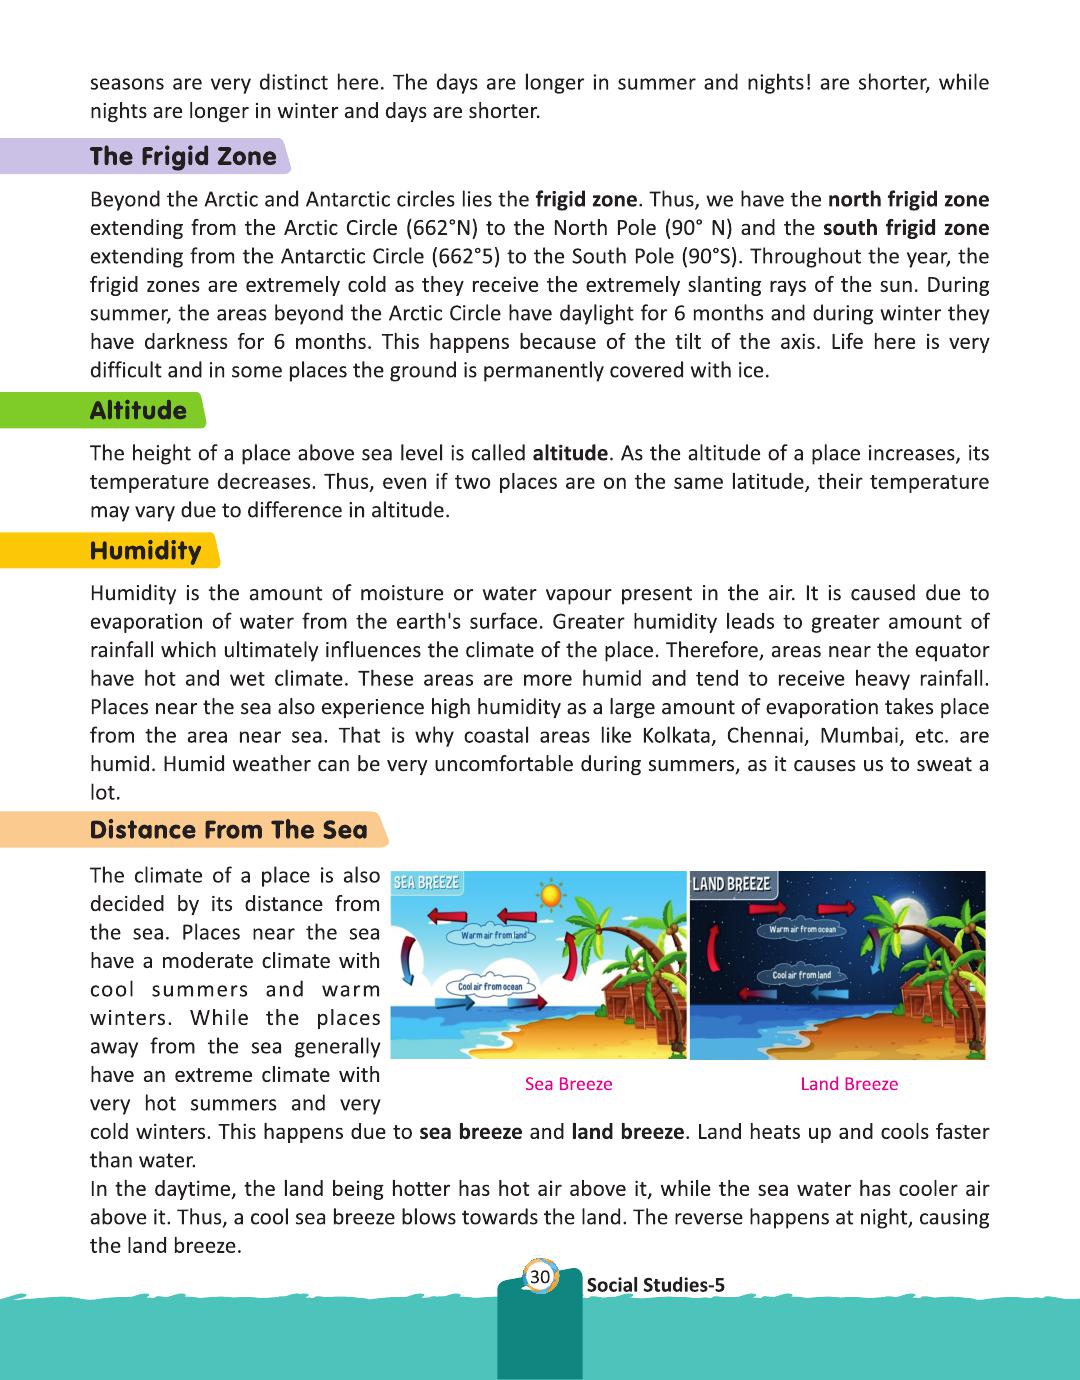 seasons are very distinct here. The days are longer in summer and nights! are shorter, while
nights are longer in winter and days are shorter.
The Frigid Zone
Beyond the Arctic and Antarctic circles lies the frigid zone. Thus, we have the north frigid zone
extending from the Arctic Circle (662°N) to the North Pole (90° N) and the south frigid zone
extending from the Antarctic Circle (662°5) to the South Pole (90°S). Throughout the year, the
frigid zones are extremely cold as they receive the extremely slanting rays of the sun. During
summer, the areas beyond the Arctic Circle have daylight for 6 months and during winter they
have darkness for 6 months. This happens because of the tilt of the axis. Life here is very
difficult and in some places the ground is permanently covered with ice.
Altitude
The height of a place above sea level is called altitude. As the altitude of a place increases, its
temperature decreases. Thus, even if two places are on the same latitude, their temperature
may vary due to difference in altitude.
Humidity
Humidity is the amount of moisture or water vapour present in the air. It is caused due to
evaporation of water from the earth's surface. Greater humidity leads to greater amount of
rainfall which ultimately influences the climate of the place. Therefore, areas near the equator
have hot and wet climate. These areas are more humid and tend to receive heavy rainfall.
Places near the sea also experience high humidity as a large amount of evaporation takes place
from the area near sea. That is why coastal areas like Kolkata, Chennai, Mumbai, etc. are
humid. Humid weather can be very uncomfortable during summers, as it causes us to sweat a
lot.
Distance From The Sea
The climate of a place is also
decided by its distance from
the sea. Places near the sea
have a moderate climate with
cool summers and warm
winters. While the places
away from the sea generally
have an extreme climate with
very hot summers and very
SEA BREEZE
Warm air from land
Cool air from ocean
LAND BREEZE
Warm air from ocean
Cool air from land
Sea Breeze
Land Breeze
cold winters. This happens due to sea breeze and land breeze. Land heats up and cools faster
than water.
In the daytime, the land being hotter has hot air above it, while the sea water has cooler air
above it. Thus, a cool sea breeze blows towards the land. The reverse happens at night, causing
the land breeze.
30
Social Studies-5